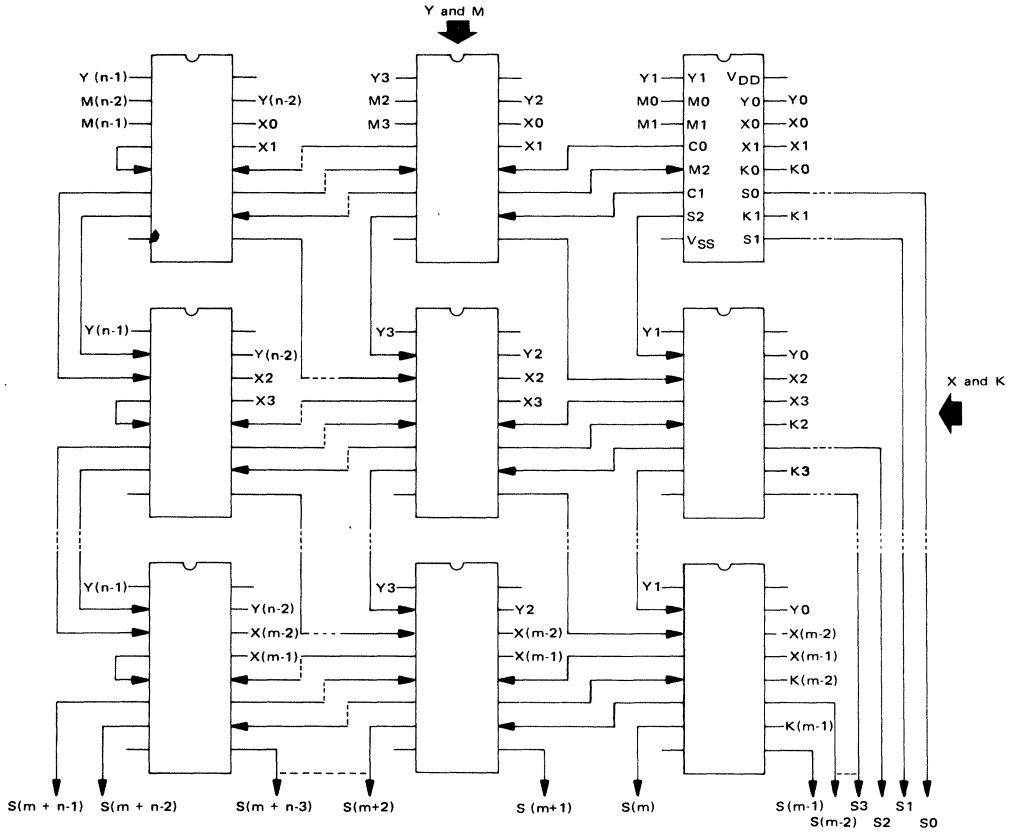 Y and M
Y(n-1)
M(n-2) Y(n-2)
M(n-1) X0
X1
Y3
M2 Y2
M3 X0
X1
Y1 Y1 VDD
M0 M0 Y0 Y0
M1 M1 X0 X0
C0 X1 X1
M2 K0 K0
C1 S0
S2 K1 K1
VSS S1
Y(n-1)
Y(n-2)
X2
X3
Y3
Y2
X2
X3
Y1
Y0
X2
X3
K2
K3
X and K
Y(n-1)
Y(n-2)
X(m-2)
X(m-1)
Y3
Y2
X(m-2)
X(m-1)
Y1
Y0
X(m-2)
X(m-1)
K(m-2)
K(m-1)
S(m + n-1) S(m + n-2) S(m + n-3) S(m+2) S (m+1) S(m) S(m-1) S3 S1
S(m-2) S2 S0